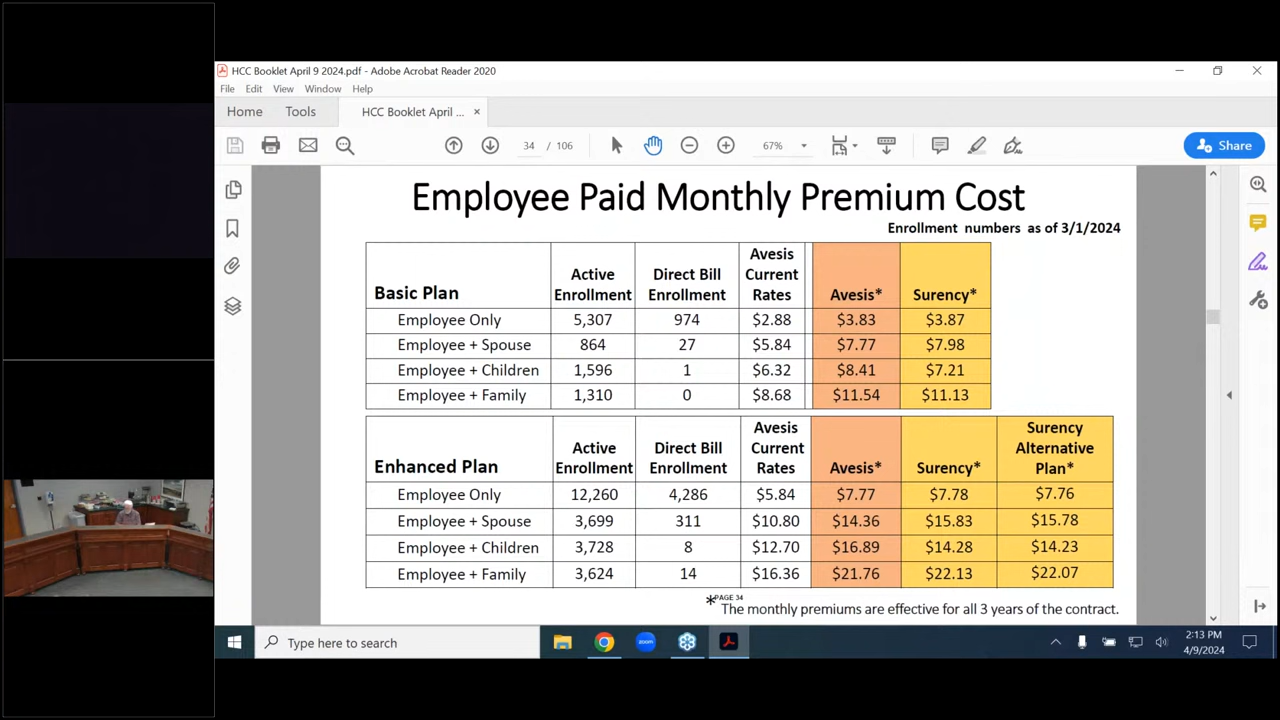 HCC Booklet April 9 2024.pdf - Adobe Acrobat Reader 2020
File Edit View Window Help
Home Tools HCC Booklet April ... ×
34 / 106 67%
Share
Employee Paid Monthly Premium Cost
Enrollment numbers as of 3/1/2024
Basic Plan Active Enrollment Direct Bill Enrollment Avesis Current Rates Avesis* Surency*
Employee Only 5,307 974 $2.88 $3.83 $3.87
Employee + Spouse 864 27 $5.84 $7.77 $7.98
Employee + Children 1,596 1 $6.32 $8.41 $7.21
Employee + Family 1,310 0 $8.68 $11.54 $11.13
Enhanced Plan Active Enrollment Direct Bill Enrollment Avesis Current Rates Avesis* Surency* Surency Alternative Plan*
Employee Only 12,260 4,286 $5.84 $7.77 $7.78 $7.76
Employee + Spouse 3,699 311 $10.80 $14.36 $15.83 $15.78
Employee + Children 3,728 8 $12.70 $16.89 $14.28 $14.23
Employee + Family 3,624 14 $16.36 $21.76 $22.13 $22.07
PAGE 34
*The monthly premiums are effective for all 3 years of the contract.
Type here to search
zoom
2:13 PM
4/9/2024